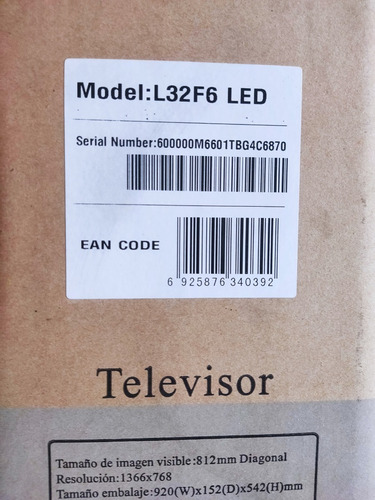 Model:L32F6 LED
Serial Number:600000M6601TBG4C6870
EAN CODE
6 925876 340392
Televisor
Tamaño de imagen visible:812mm Diagonal
Resolución:1366x768
Tamaño embalaje:920(W)x152(D)x542(H)mm